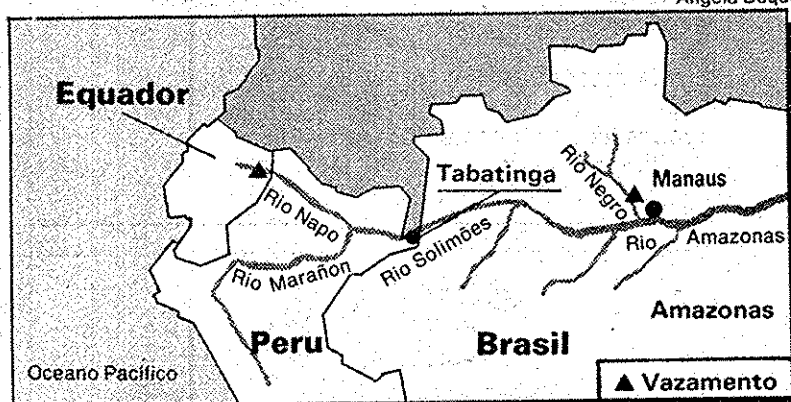 Angela
Equador
Tabatinga
Rio Negro
Manaus
Rio Napo
Rio Solimões
Rio
Amazonas
Rio Marañon
Amazonas
Peru
Brasil
Oceano Pacífico
▲ Vazamento